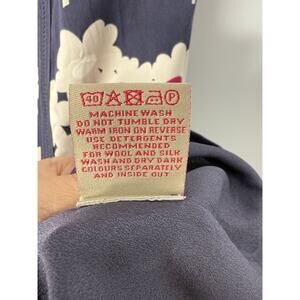 40 P
MACHINE WASH
DO NOT TUMBLE DRY
WARM IRON ON REVERSE
USE DETERGENTS
RECOMMENDED
FOR WOOL AND SILK
WASH AND DRY DARK
COLOURS SEPARATELY
AND INSIDE OUT